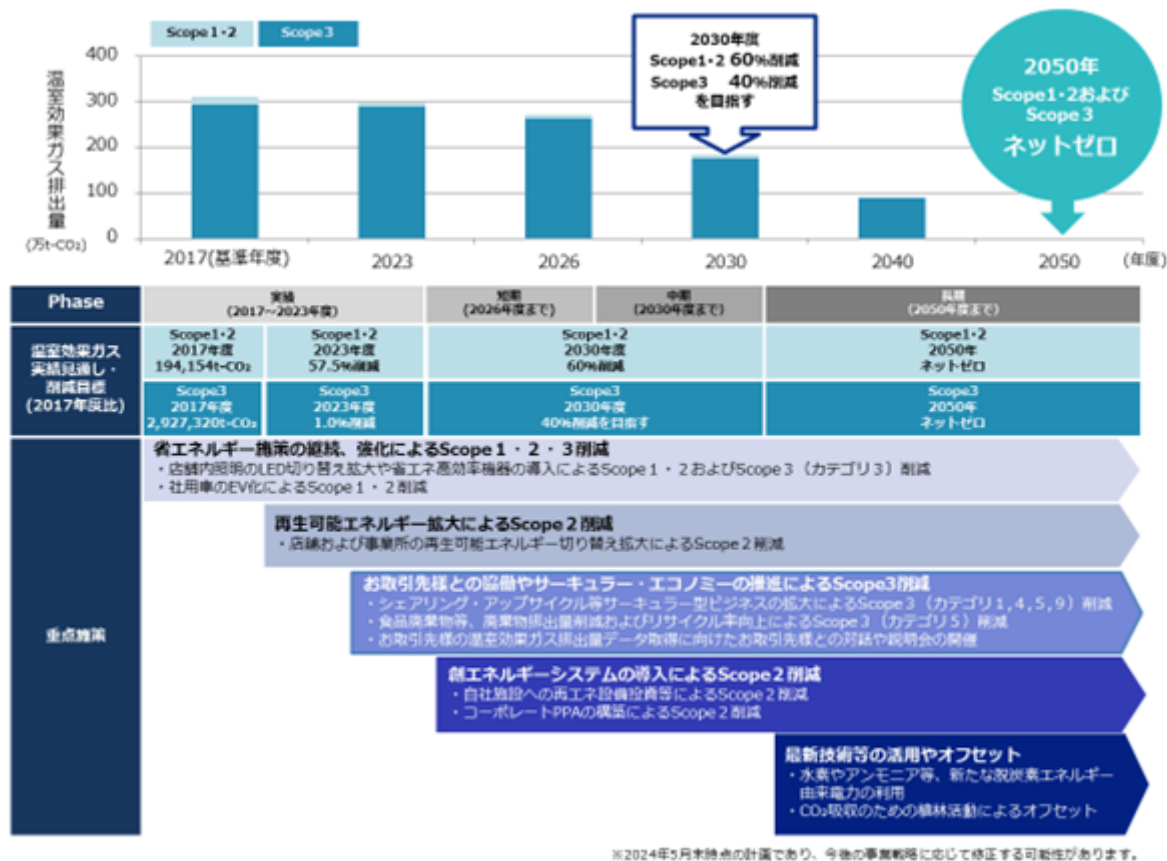 Scope1・2
Scope3
400
300
200
100
0
温室効果ガス排出量
(万t-CO₂)
2030年度
Scope1・2 60%削減
Scope3 40%削減
を目指す
2050年
Scope1・2および
Scope3
ネットゼロ
2017(基準年度)
2023
2026
2030
2040
2050
(年度)
Phase
実績
(2017～2023年度)
短期
(2026年度まで)
中期
(2030年度まで)
長期
(2050年度まで)
温室効果ガス
実績見通し・
削減目標
(2017年度比)
Scope1・2
2017年度
194,154t-CO₂
Scope1・2
2023年度
57.5%削減
Scope1・2
2030年度
60%削減
Scope1・2
2050年
ネットゼロ
Scope3
2017年度
2,927,320t-CO₂
Scope3
2023年度
1.0%削減
Scope3
2030年度
40%削減を目指す
Scope3
2050年
ネットゼロ
重点施策
省エネルギー施策の継続、強化によるScope1・2・3削減
・店舗内照明のLED切り替え拡大や省エネ高効率機器の導入によるScope1・2およびScope3（カテゴリ3）削減
・社用車のEV化によるScope1・2削減
再生可能エネルギー拡大によるScope2削減
・店舗および事業所の再生可能エネルギー切り替え拡大によるScope2削減
お取引先様との協働やサーキュラー・エコノミーの推進によるScope3削減
・シェアリング・アップサイクル等サーキュラー型ビジネスの拡大によるScope3（カテゴリ1,4,5,9）削減
・食品廃棄物等、廃棄物排出量削減およびリサイクル率向上によるScope3（カテゴリ5）削減
・お取引先様の温室効果ガス排出量データ取得に向けたお取引先様との対話や説明会の開催
創エネルギーシステムの導入によるScope2削減
・自社施設への再エネ設備投資等によるScope2削減
・コーポレートPPAの構築によるScope2削減
最新技術等の活用やオフセット
・水素やアンモニア等、新たな脱炭素エネルギー
由来電力の利用
・CO₂吸収のための植林活動によるオフセット
※2024年5月末時点の計画であり、今後の事業戦略に応じて修正する可能性があります。